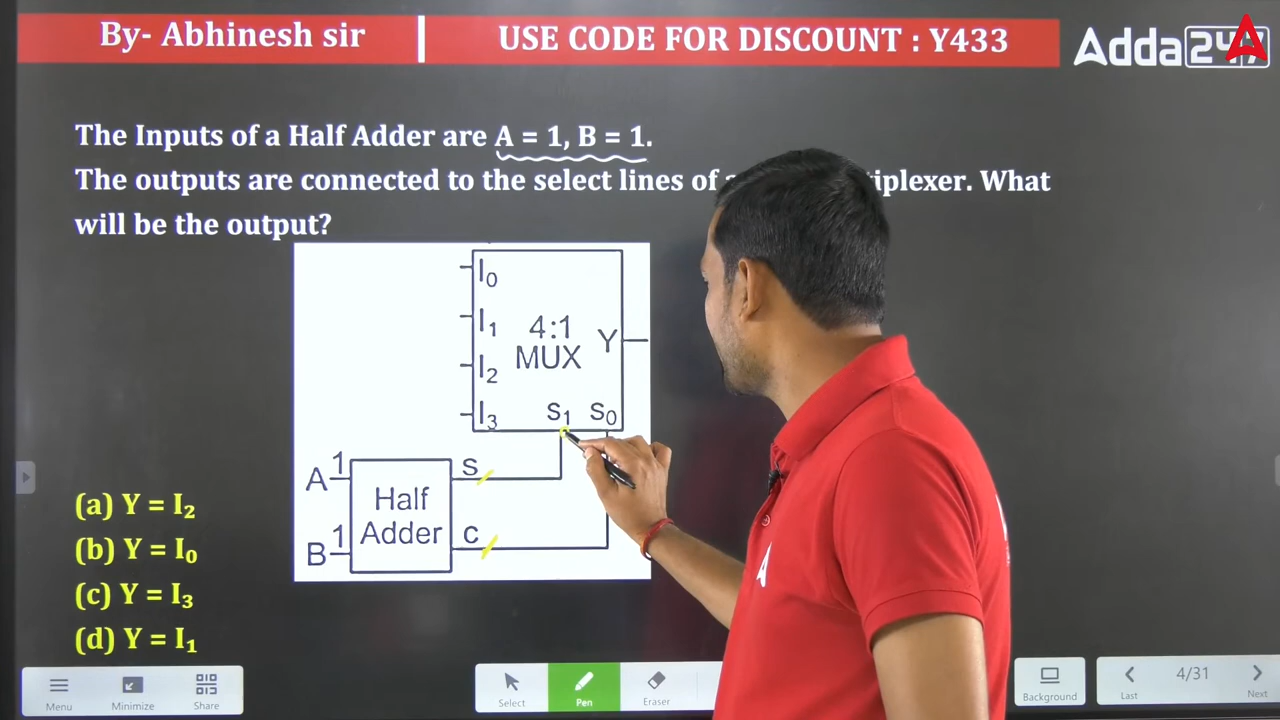 By- Abhinesh sir
USE CODE FOR DISCOUNT : Y433
Adda247
The Inputs of a Half Adder are A = 1, B = 1.
The outputs are connected to the select lines of
What
will be the output?
I0
I1
4:1
Y
MUX
I2
I3
S1 S0
A 1
S
Half
Adder
B 1
C
(a) Y = I₂
(b) Y = I₀
(c) Y = I₃
(d) Y = I₁
Menu
Minimize
Share
Select
Pen
Eraser
Background
Last
4/31
Next